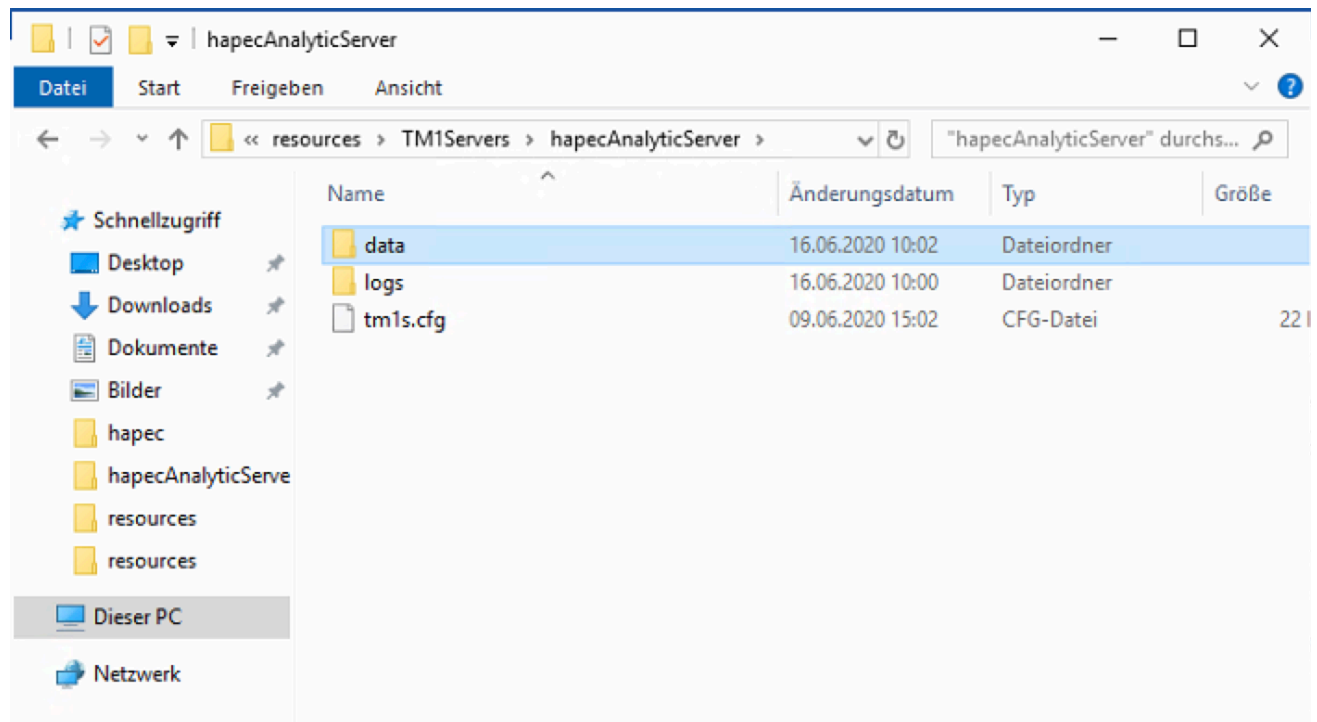 hapecAnalyticServer
Datei Start Freigeben Ansicht
« resources > TM1Servers > hapecAnalyticServer > "hapecAnalyticServer" durchs...
Name Änderungsdatum Typ Größe
Schnellzugriff
Desktop
Downloads
Dokumente
Bilder
hapec
hapecAnalyticServe
resources
resources
Dieser PC
Netzwerk
data 16.06.2020 10:02 Dateiordner
logs 16.06.2020 10:00 Dateiordner
tm1s.cfg 09.06.2020 15:02 CFG-Datei 22